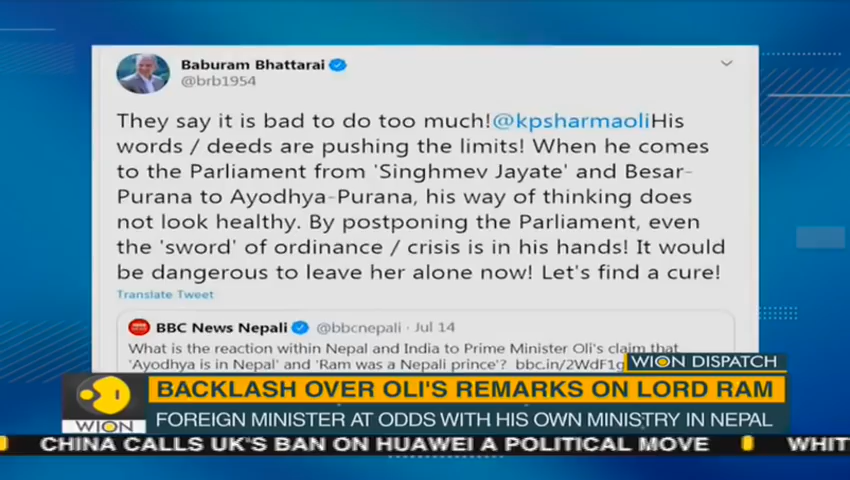 Baburam Bhattarai
@brb1954
They say it is bad to do too much!@kpsharmaoliHis
words / deeds are pushing the limits! When he comes
to the Parliament from 'Singhmev Jayate' and Besar-
Purana to Ayodhya-Purana, his way of thinking does
not look healthy. By postponing the Parliament, even
the 'sword' of ordinance / crisis is in his hands! It would
be dangerous to leave her alone now! Let's find a cure!
Translate Tweet
BBC News Nepali @bbcnepali · Jul 14
What is the reaction within Nepal and India to Prime Minister Oli's claim that
'Ayodhya is in Nepal' and 'Ram was a Nepali prince'? bbc.in/2WdF1g
WION DISPATCH
BACKLASH OVER OLI'S REMARKS ON LORD RAM
FOREIGN MINISTER AT ODDS WITH HIS OWN MINISTRY IN NEPAL
WION
CHINA CALLS UK'S BAN ON HUAWEI A POLITICAL MOVE WHIT